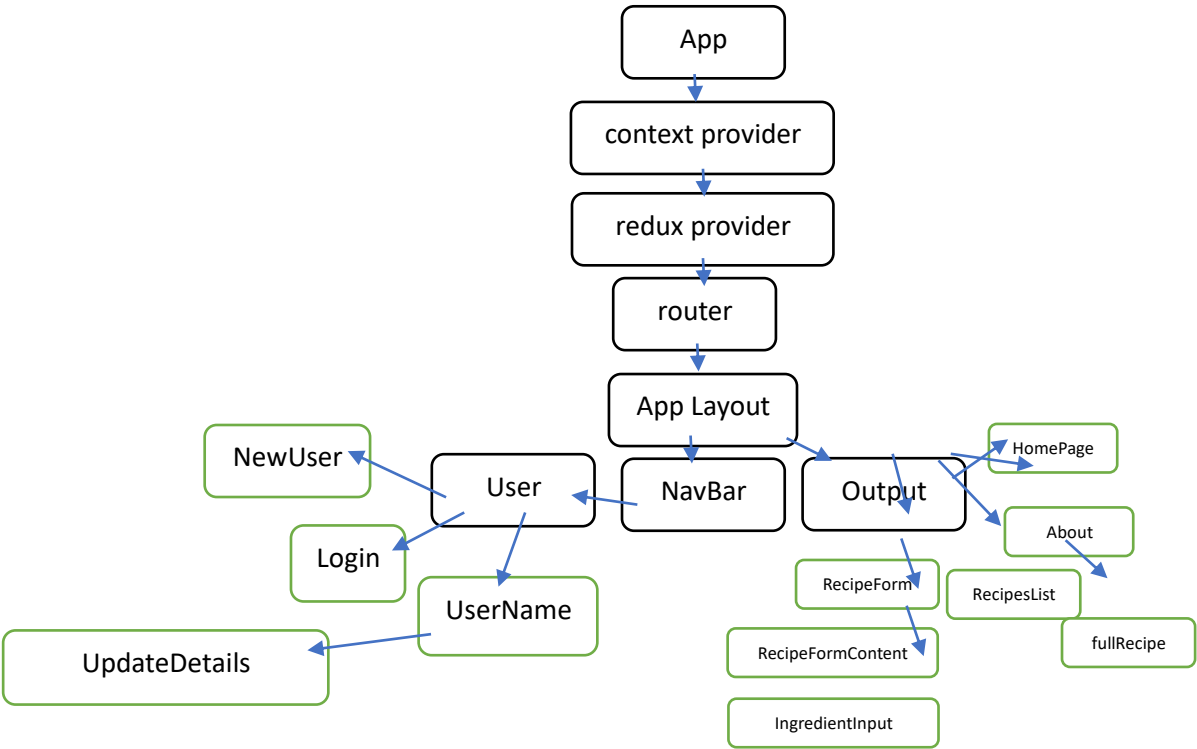 App
context provider
redux provider
router
App Layout
NewUser
User
NavBar
Output
HomePage
Login
About
UserName
RecipeForm
RecipesList
UpdateDetails
RecipeFormContent
fullRecipe
IngredientInput